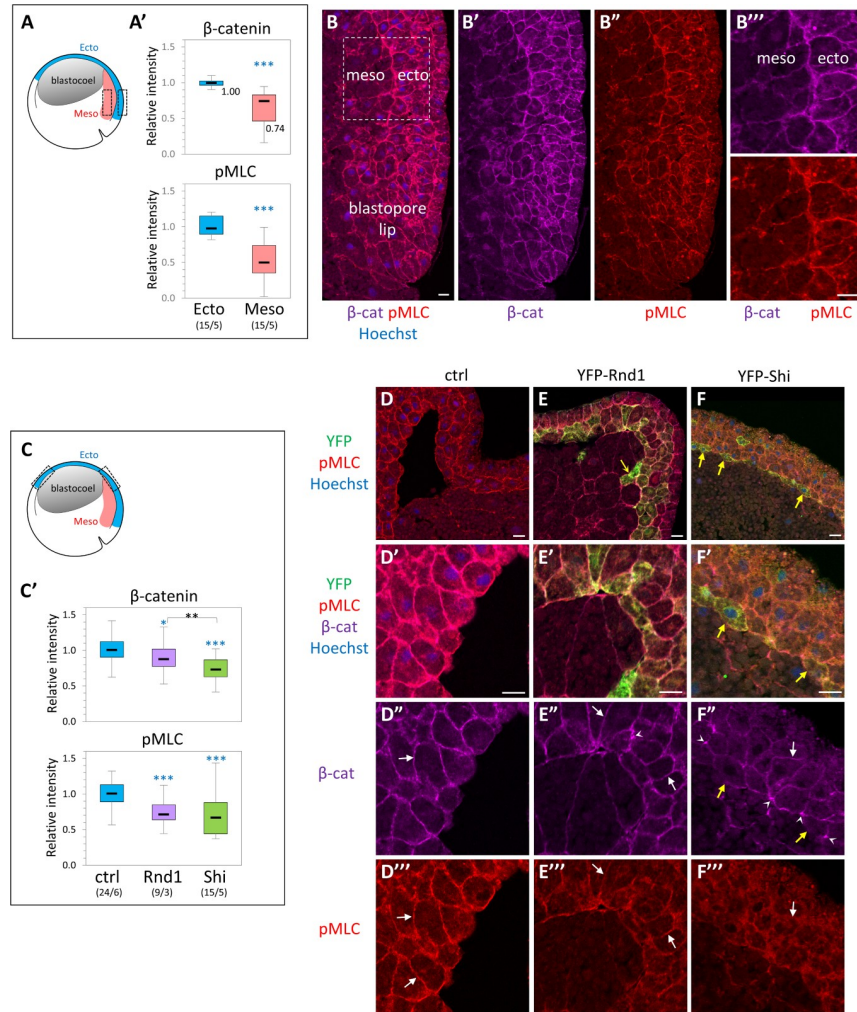 A
Ecto
blastocoel
Meso
A'
β-catenin
Relative intensity
1.5
1.0
0.5
0.0
***
1.00
0.74
pMLC
Relative intensity
1.5
1.0
0.5
0.0
***
Ecto
(15/5)
Meso
(15/5)
B
meso
ecto
blastopore
lip
β-cat pMLC
Hoechst
B'
β-cat
B''
pMLC
B'''
meso
ecto
β-cat
pMLC
C
Ecto
blastocoel
Meso
C'
β-catenin
Relative intensity
1.5
1.0
0.5
0.0
*
**
***
pMLC
Relative intensity
1.5
1.0
0.5
0.0
***
***
ctrl
(24/6)
Rnd1
(9/3)
Shi
(15/5)
ctrl
YFP-Rnd1
YFP-Shi
YFP
pMLC
Hoechst
D
E
F
YFP
pMLC
β-cat
Hoechst
D'
E'
F'
β-cat
D''
E''
F''
pMLC
D'''
E'''
F'''